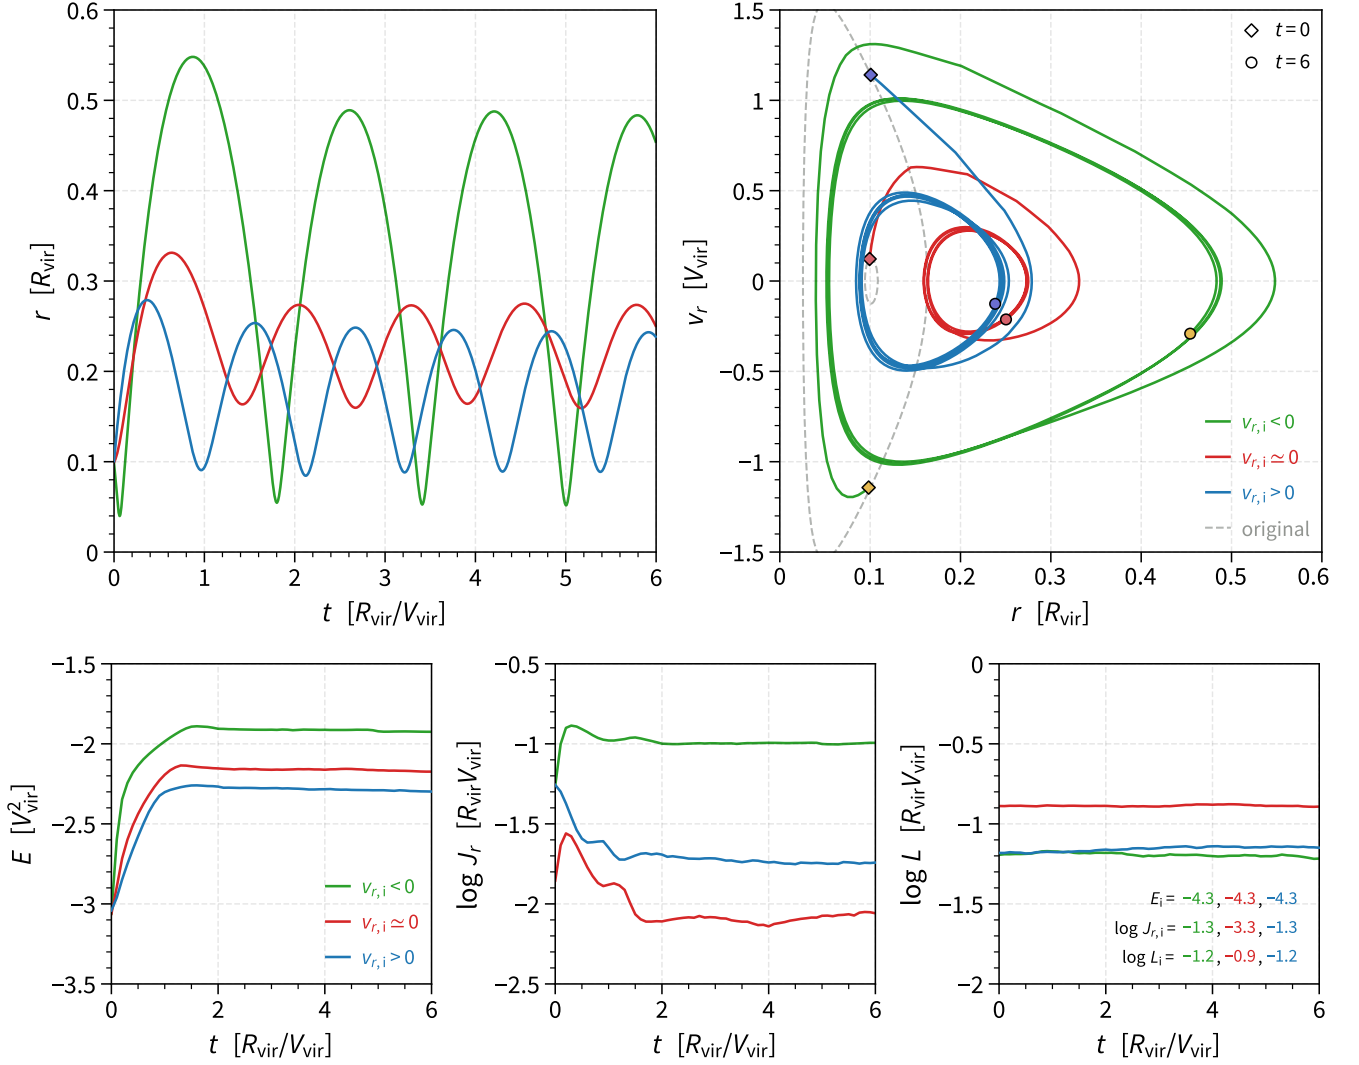 0.6
0.5
0.4
0.3
0.2
0.1
0
r [R_vir]
0 1 2 3 4 5 6
t [R_vir/V_vir]
1.5
1
0.5
0
−0.5
−1
−1.5
v_r [V_vir]
t = 0
t = 6
v_r,i < 0
v_r,i ≃ 0
v_r,i > 0
original
0 0.1 0.2 0.3 0.4 0.5 0.6
r [R_vir]
−1.5
−2
−2.5
−3
−3.5
E [V²_vir]
v_r,i < 0
v_r,i ≃ 0
v_r,i > 0
0 2 4 6
t [R_vir/V_vir]
−0.5
−1
−1.5
−2
−2.5
log J_r [R_vir V_vir]
0 2 4 6
t [R_vir/V_vir]
0
−0.5
−1
−1.5
−2
log L [R_vir V_vir]
E_i = −4.3, −4.3, −4.3
log J_r,i = −1.3, −3.3, −1.3
log L_i = −1.2, −0.9, −1.2
0 2 4 6
t [R_vir/V_vir]